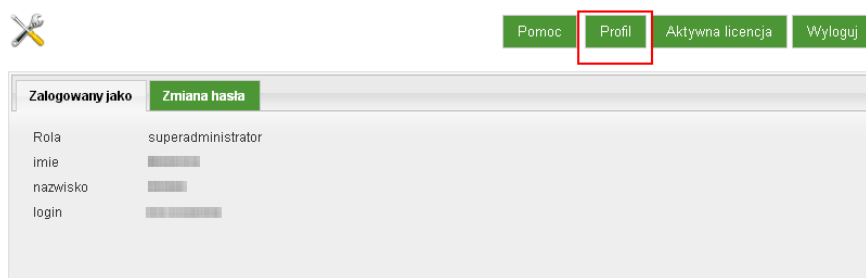 Pomoc Profil Aktywna licencja Wyloguj
Zalogowany jako Zmiana hasła
Rola superadministrator
imie
nazwisko
login